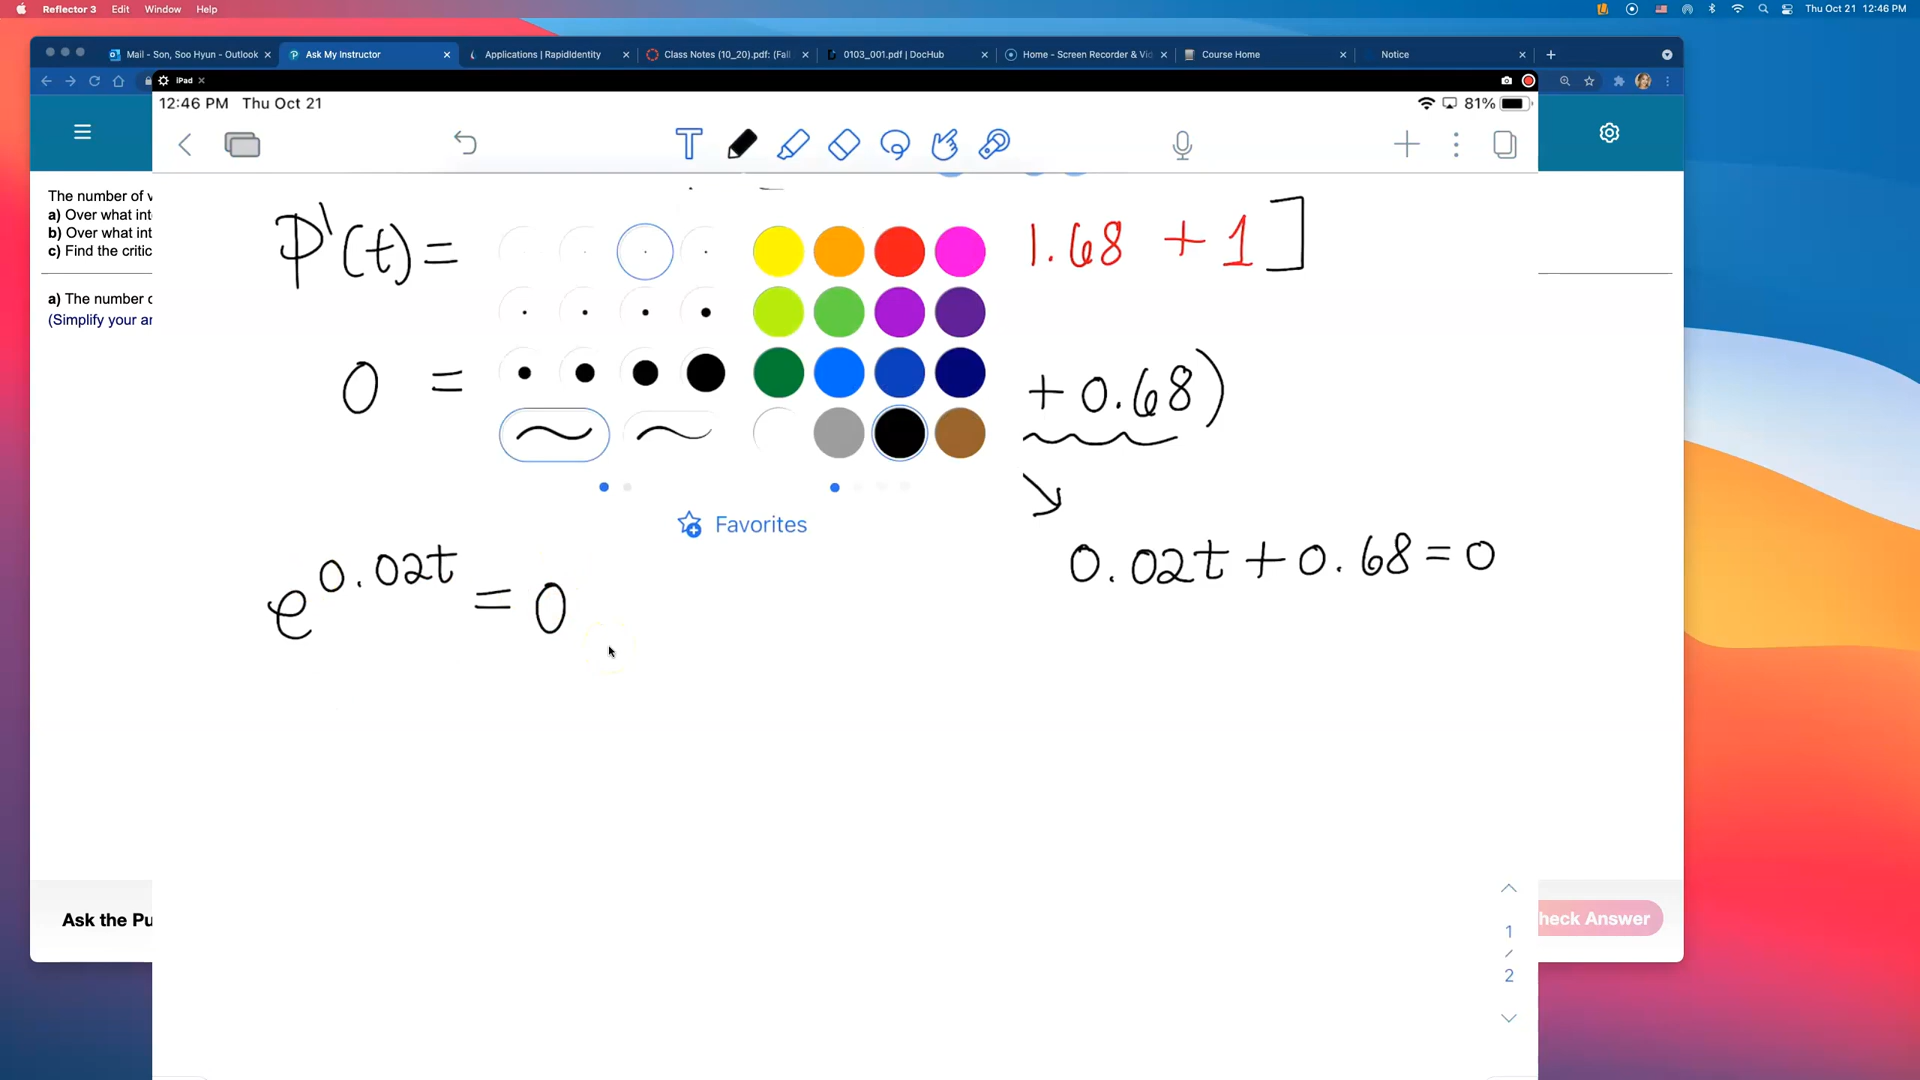 Reflector 3 Edit Window Help Thu Oct 21 12:46 PM
Mail - Son, Soo Hyun - Outlook Ask My Instructor Applications | RapidIdentity Class Notes (10_20).pdf: (Fall 0103_001.pdf | DocHub Home - Screen Recorder & Vi Course Home Notice
iPad
12:46 PM Thu Oct 21 81%
The number of
a) Over what int
b) Over what int
c) Find the critic
a) The number
(Simplify your
P'(t) = 1.68 + 1]
0 = + 0.68)
Favorites
0.02t + 0.68 = 0
e^0.02t = 0
1
/
2
Ask the Pu
heck Answer